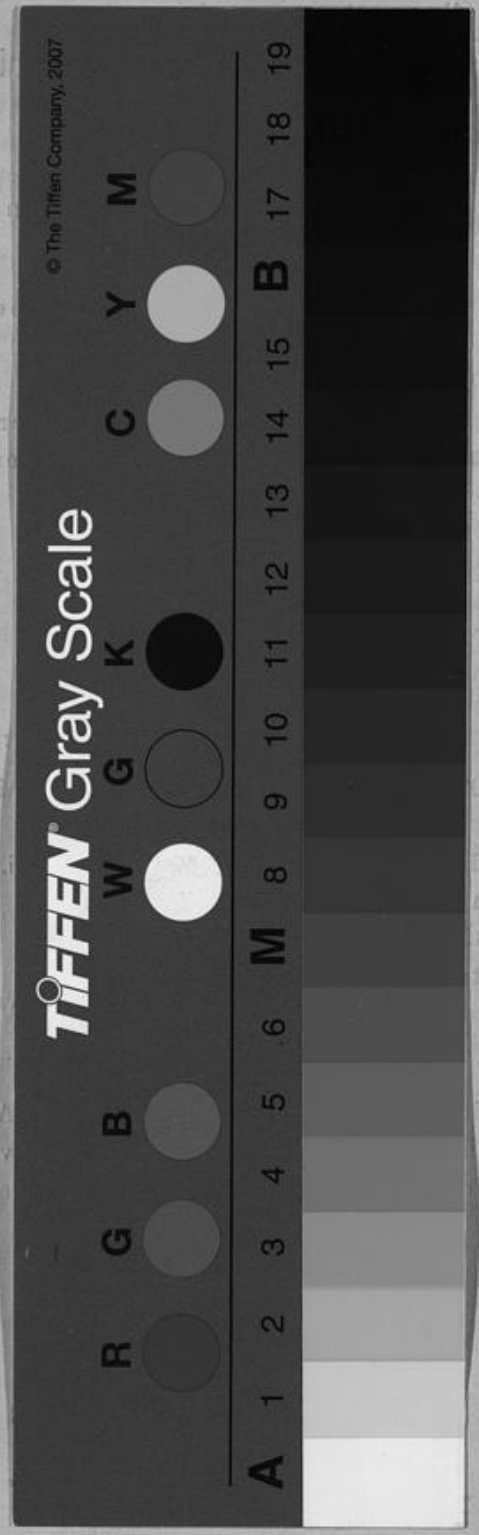 TIFFEN® Gray Scale
© The Tiffen Company, 2007
R G B W G K C Y M
A 1 2 3 4 5 6 M 8 9 10 11 12 13 14 15 B 17 18 19